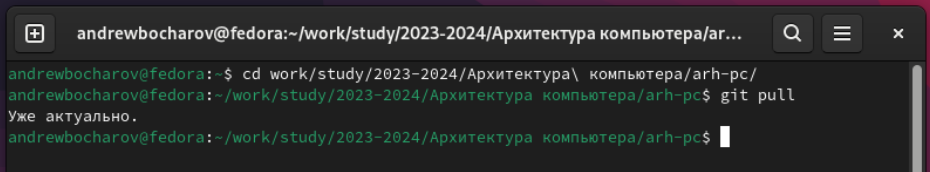 andrewbocharov@fedora:~/work/study/2023-2024/Архитектура компьютера/ar...
andrewbocharov@fedora:~$ cd work/study/2023-2024/Архитектура\ компьютера/arh-pc/
andrewbocharov@fedora:~/work/study/2023-2024/Архитектура компьютера/arh-pc$ git pull
Уже актуально.
andrewbocharov@fedora:~/work/study/2023-2024/Архитектура компьютера/arh-pc$